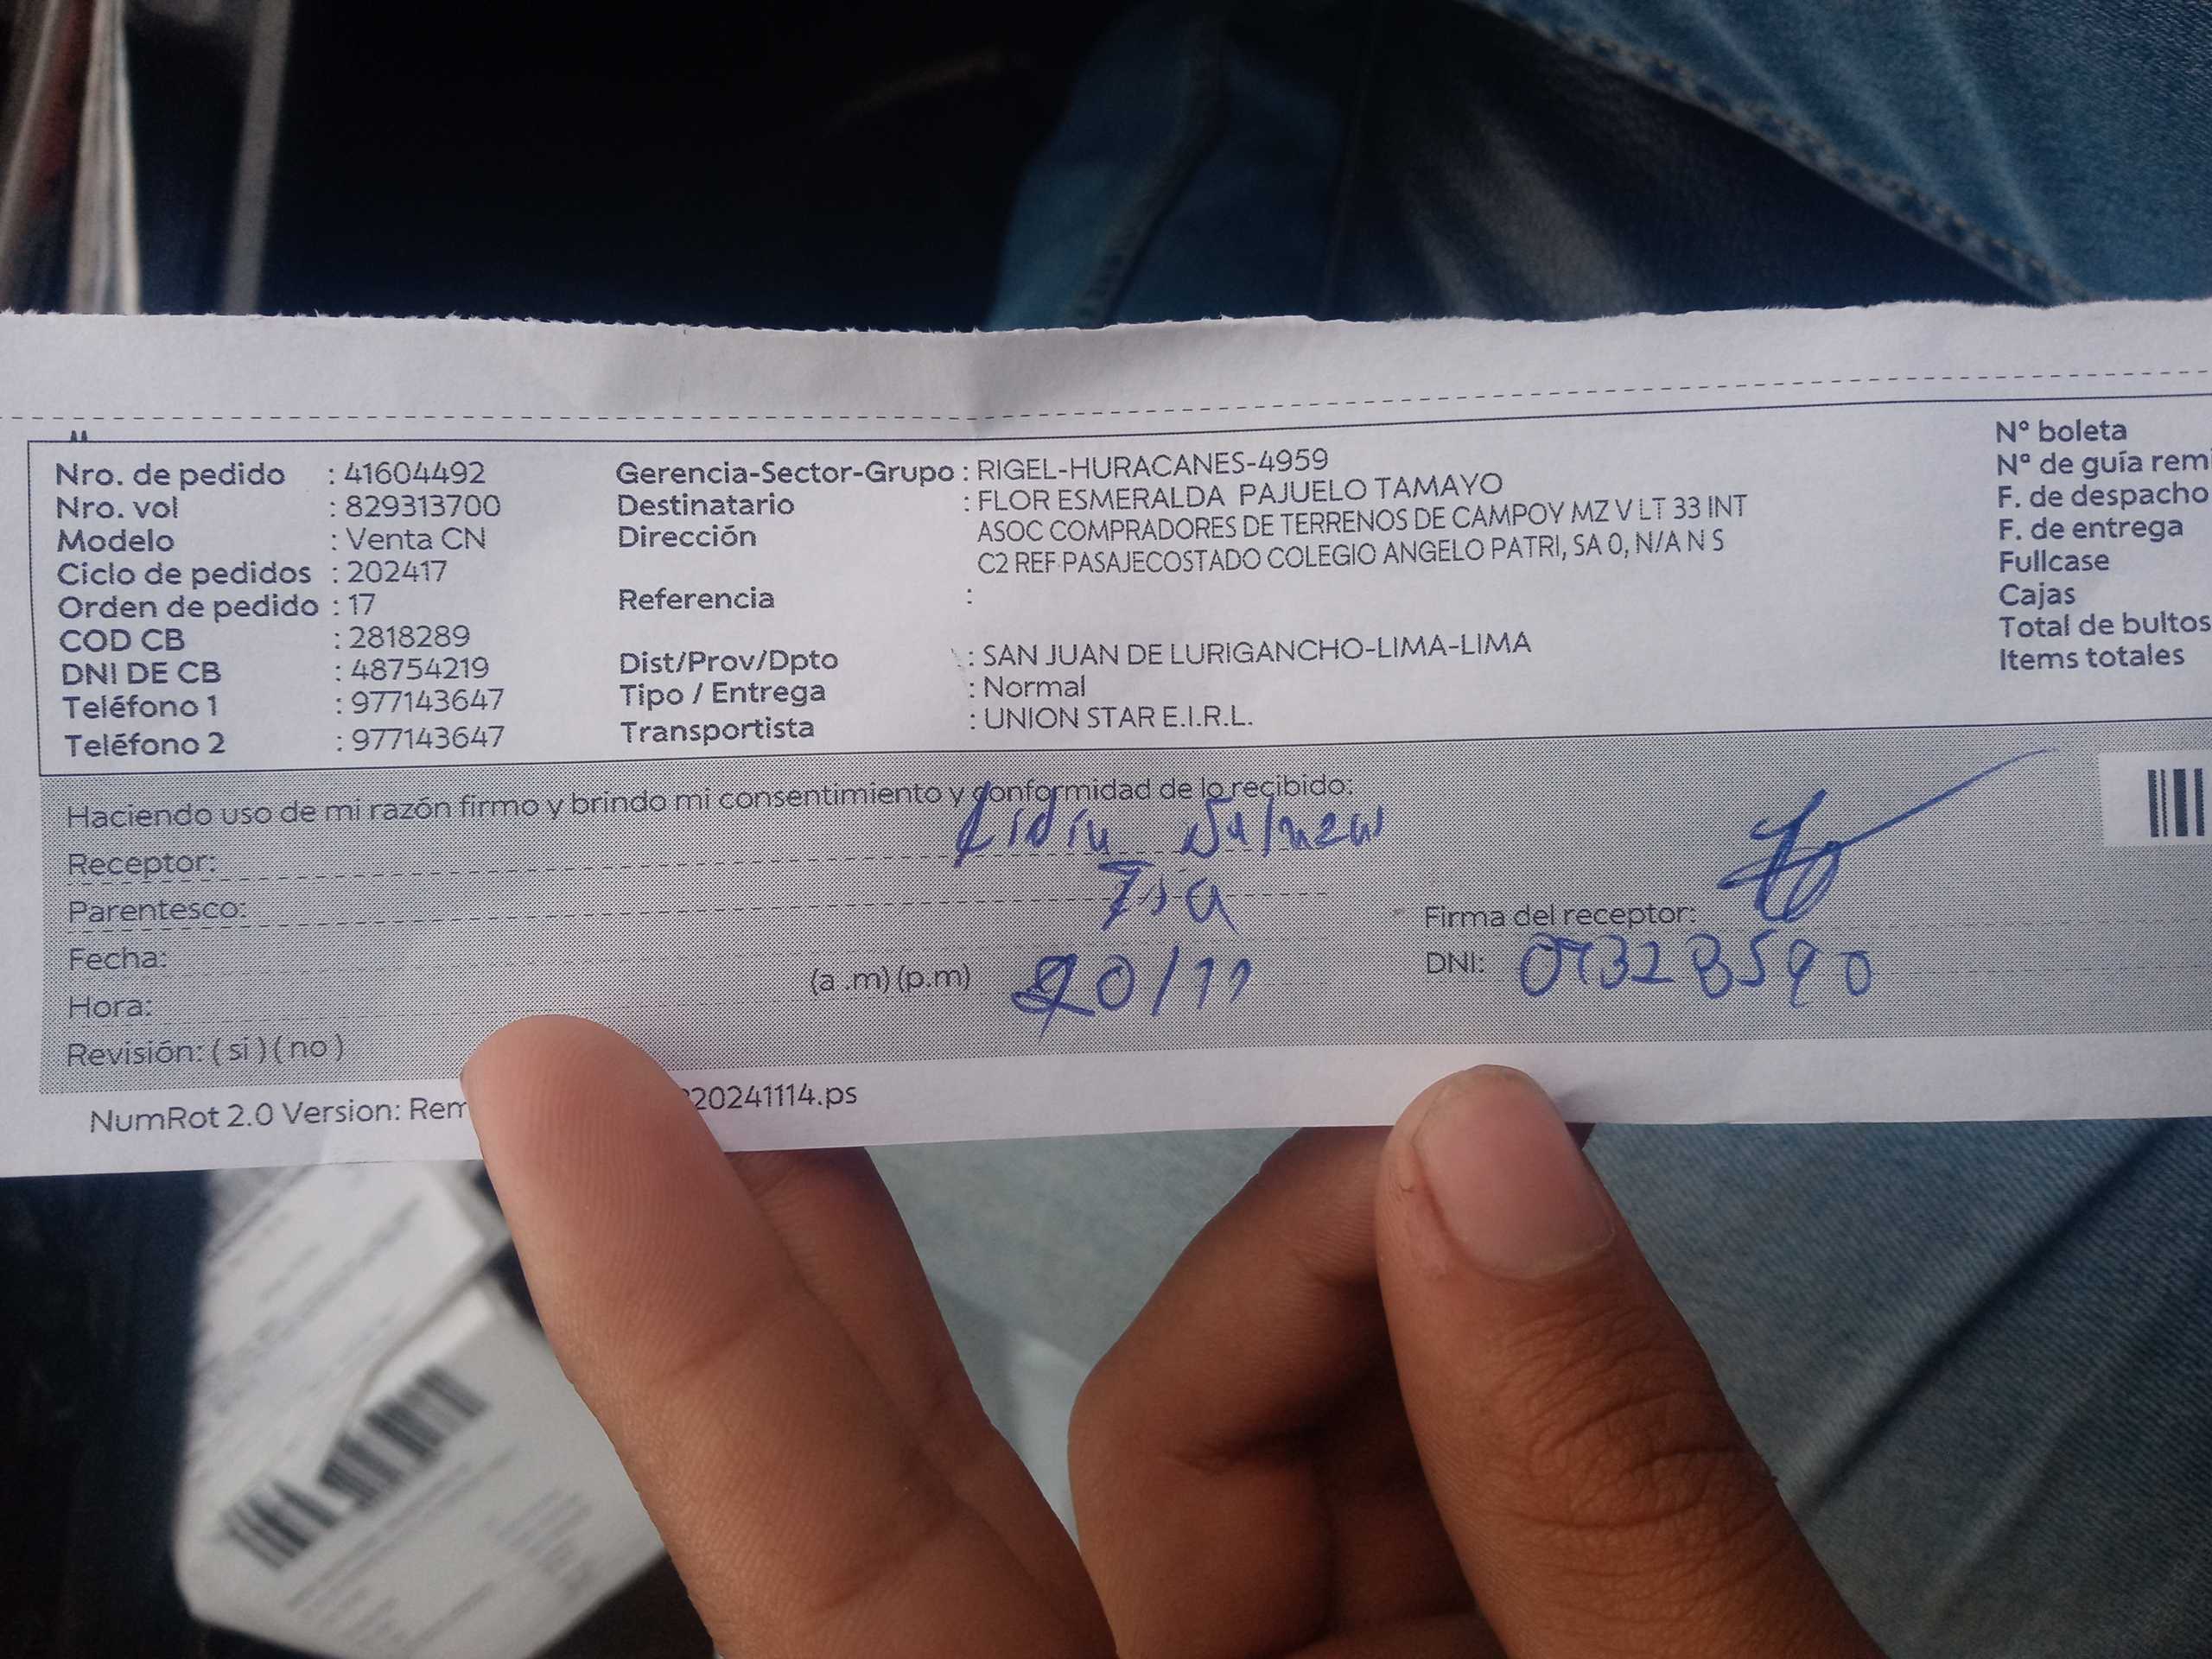 Nro. de pedido : 41604492
Nro. vol : 829313700
Modelo : Venta CN
Ciclo de pedidos : 202417
Orden de pedido : 17
COD CB : 2818289
DNI DE CB : 48754219
Teléfono 1 : 977143647
Teléfono 2 : 977143647
Gerencia-Sector-Grupo : RIGEL-HURACANES-4959
Destinatario : FLOR ESMERALDA PAJUELO TAMAYO
Dirección ASOC COMPRADORES DE TERRENOS DE CAMPOY MZ V LT 33 INT
C2 REF PASAJECOSTADO COLEGIO ANGELO PATRI, SA 0, N/A N S
Referencia :
Dist/Prov/Dpto : SAN JUAN DE LURIGANCHO-LIMA-LIMA
Tipo / Entrega : Normal
Transportista : UNION STAR E.I.R.L.
Nº boleta
Nº de guía remi
F. de despacho
F. de entrega
Fullcase
Cajas
Total de bultos
Items totales
Haciendo uso de mi razón firmo y brindo mi consentimiento y conformidad de lo recibido:
Receptor:
Parentesco:
Fecha:
Hora: (a .m) (p.m) 20/11
Revisión: ( si ) ( no )
Firma del receptor:
DNI:
NumRot 2.0 Version: Rem 20241114.ps